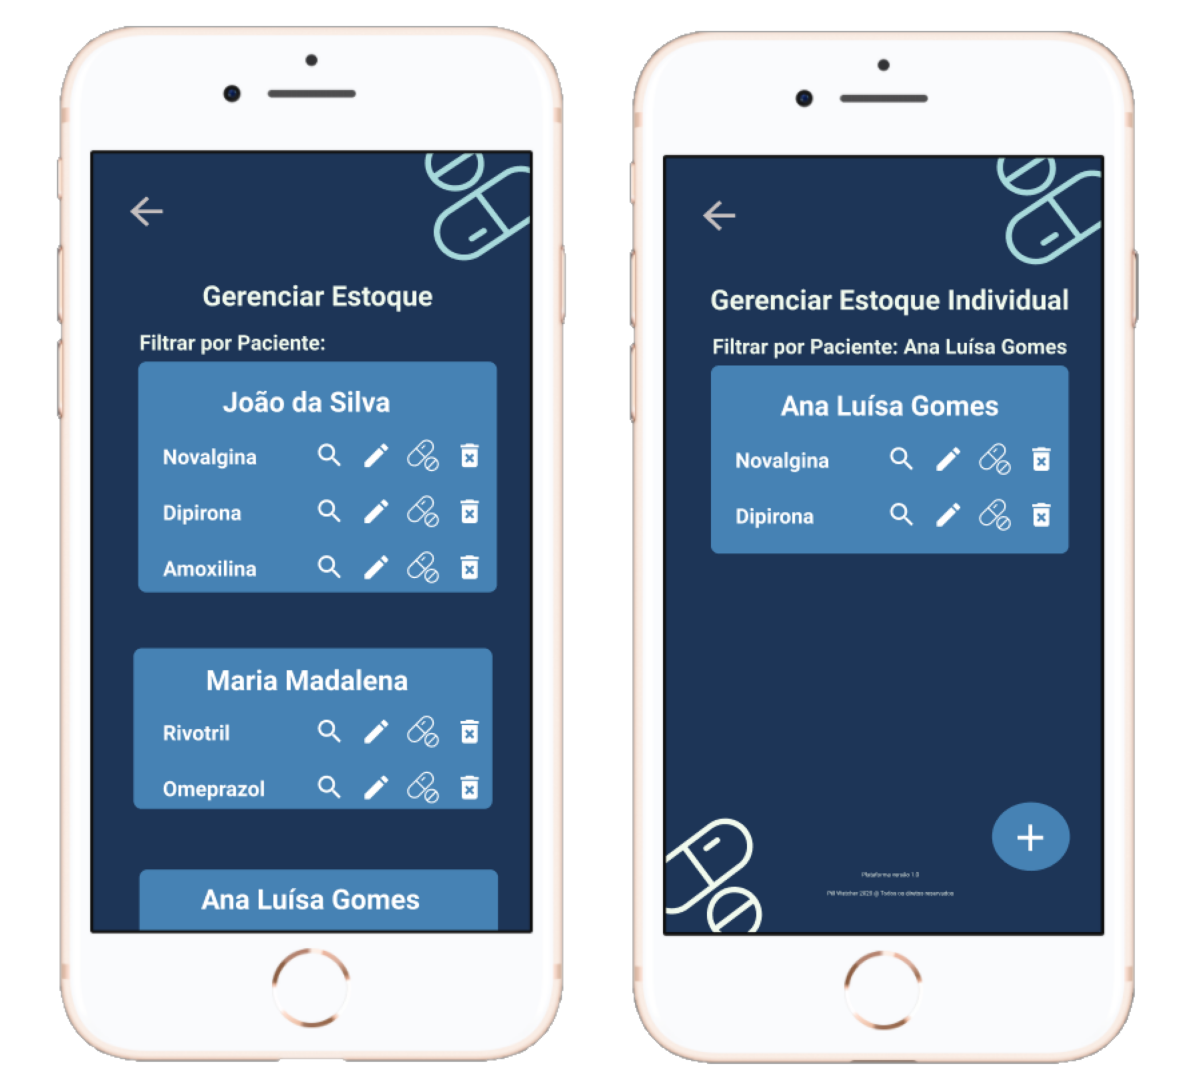 Gerenciar Estoque
Filtrar por Paciente:
João da Silva
Novalgina
Dipirona
Amoxilina
Maria Madalena
Rivotril
Omeprazol
Ana Luísa Gomes
Gerenciar Estoque Individual
Filtrar por Paciente: Ana Luísa Gomes
Ana Luísa Gomes
Novalgina
Dipirona
Plataforma versão 1.0
Pill Watcher 2020 @ Todos os direitos reservados